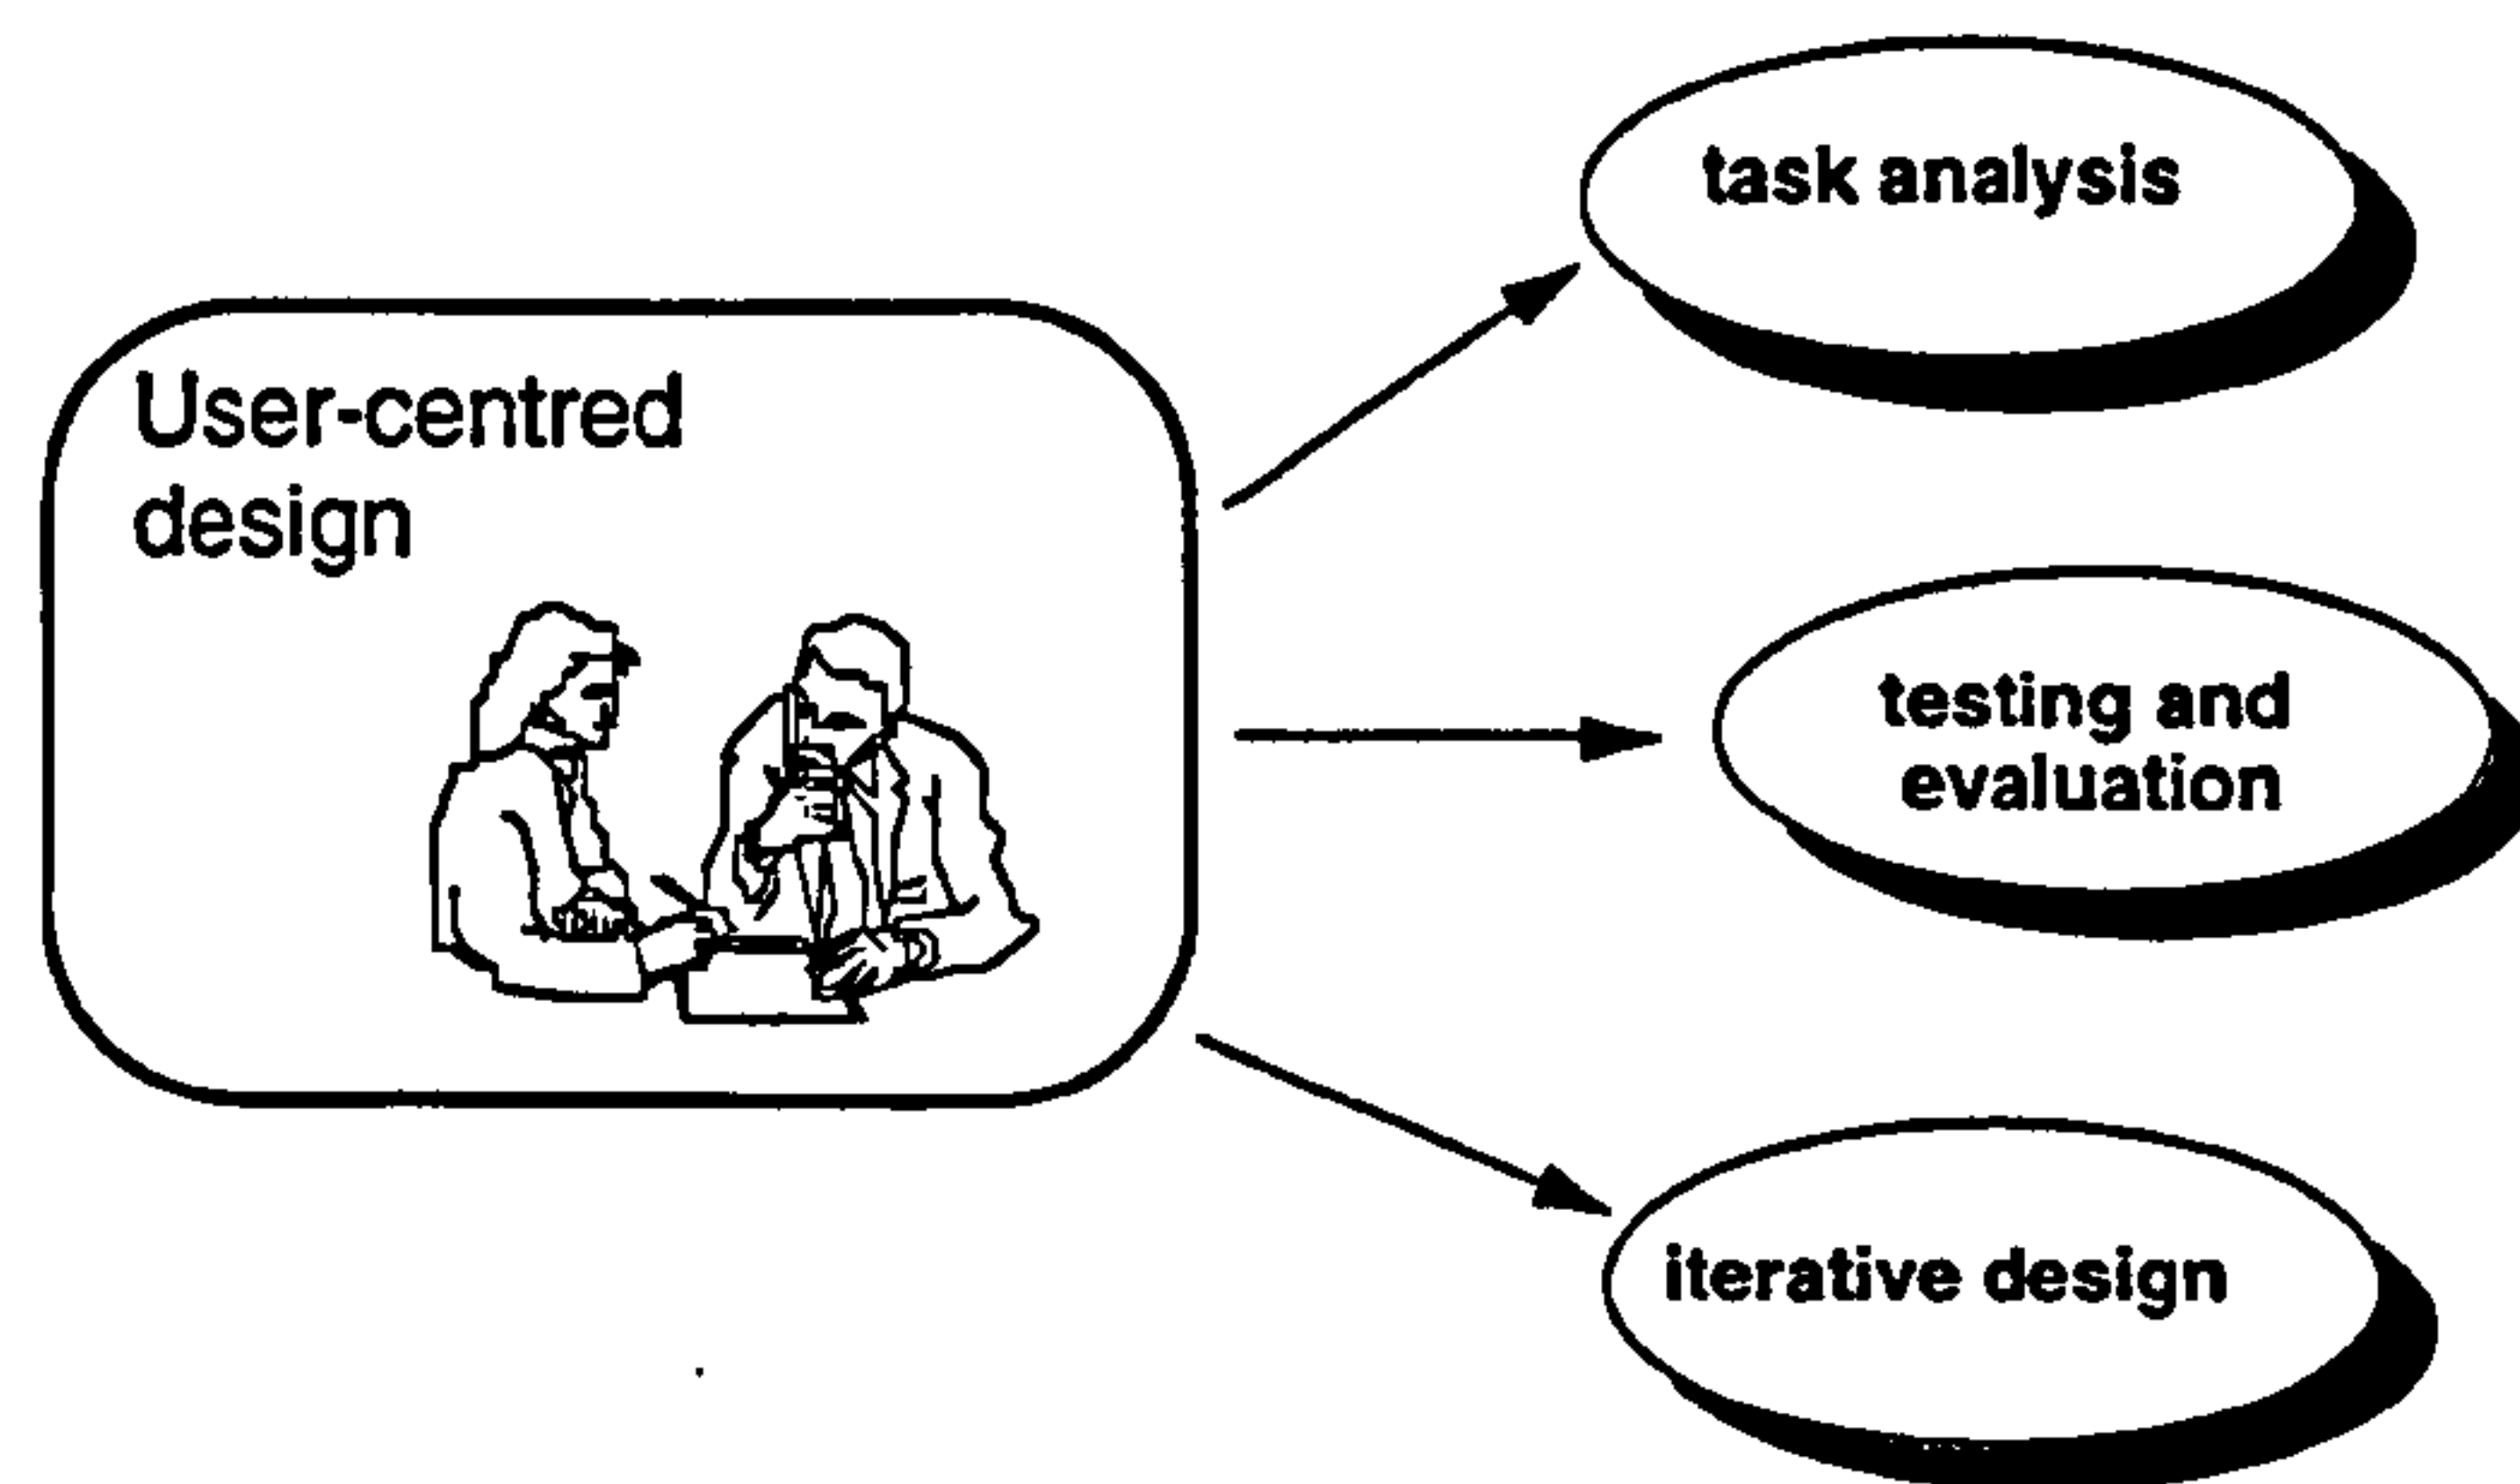 User-centred
design
task analysis
testing and
evaluation
iterative design